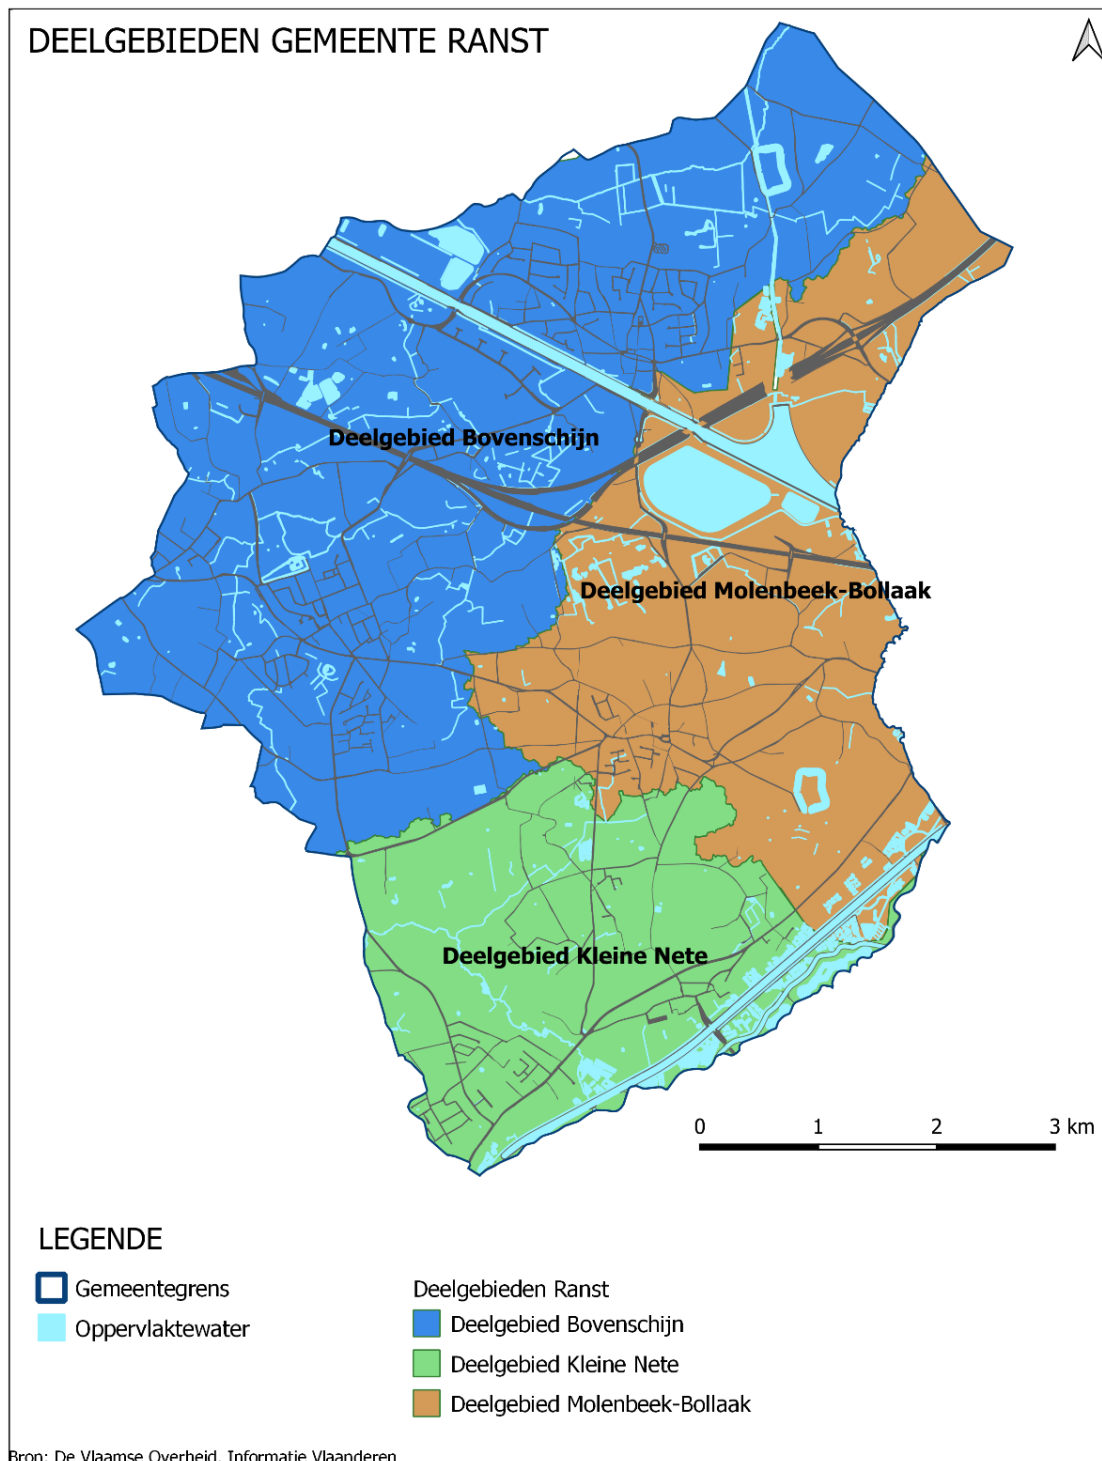 DEELGEBIEDEN GEMEENTE RANST
Deelgebied Bovenschijn
Deelgebied Molenbeek-Bollaak
Deelgebied Kleine Nete
0 1 2 3 km
LEGENDE
Gemeentegrens
Oppervlaktewater
Deelgebieden Ranst
Deelgebied Bovenschijn
Deelgebied Kleine Nete
Deelgebied Molenbeek-Bollaak
Bron: De Vlaamse Overheid, Informatie Vlaanderen